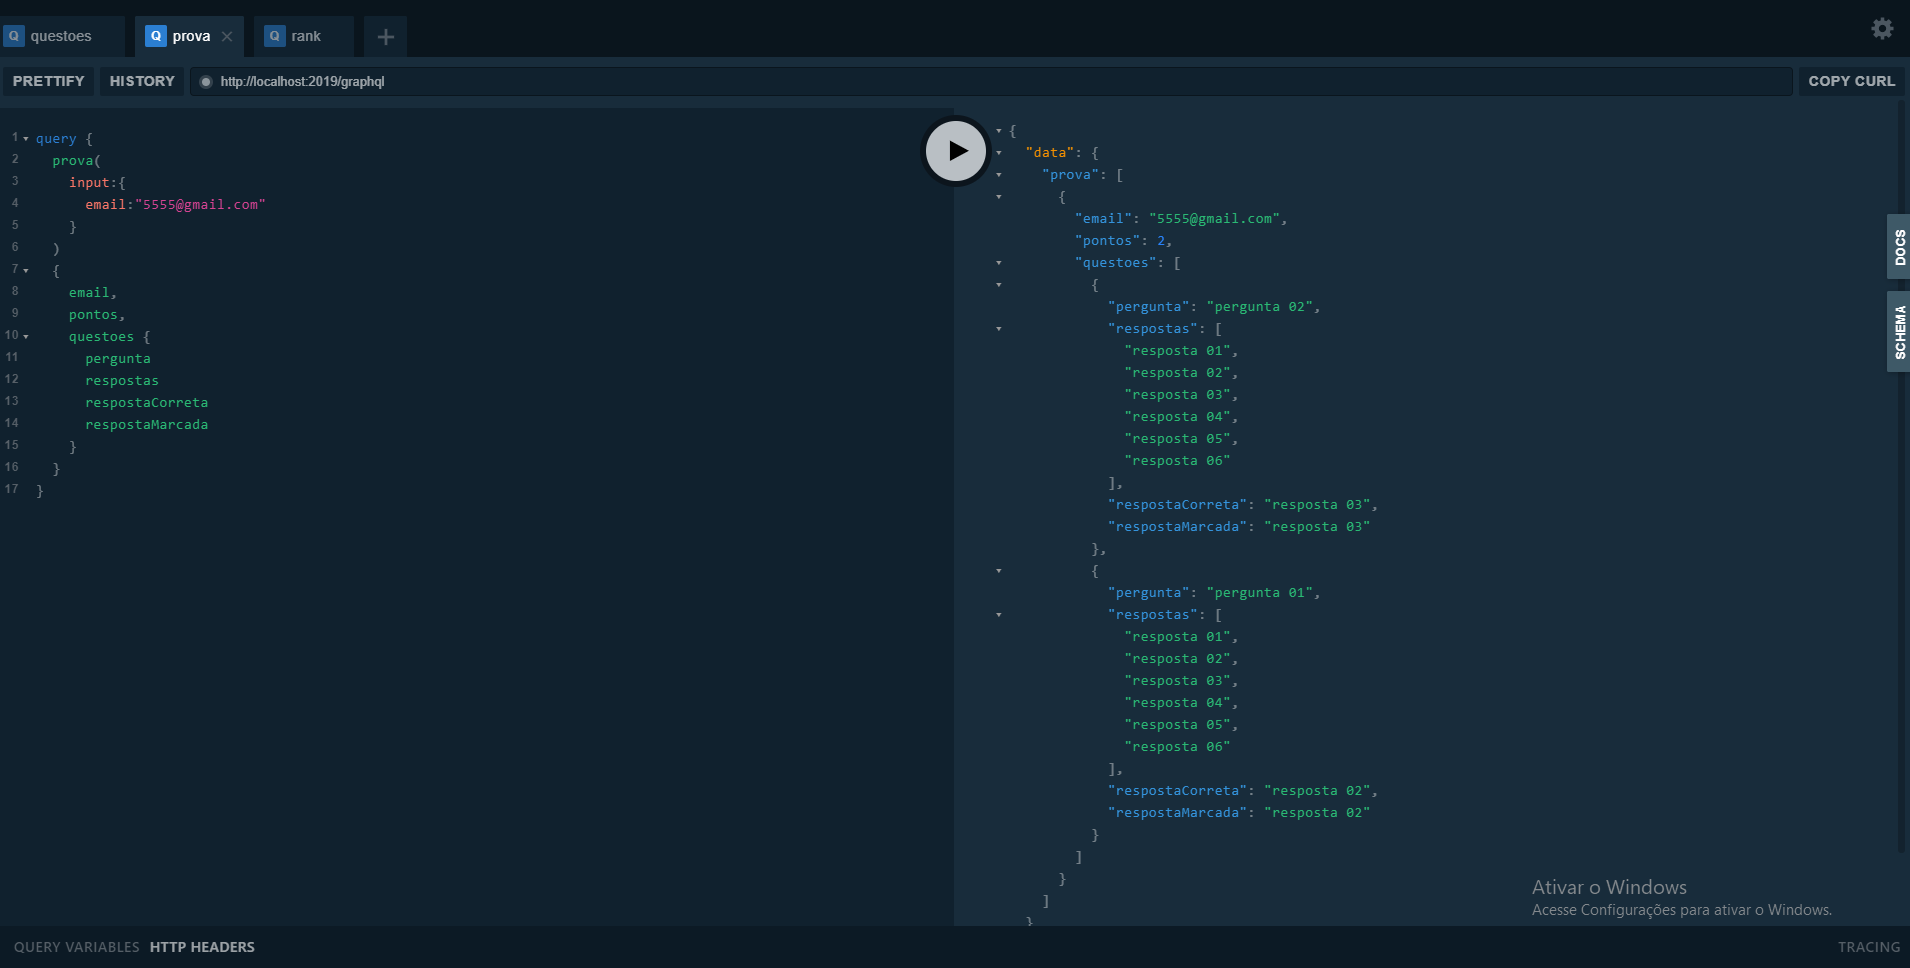 Q questoes
Q prova
Q rank
PRETTIFY
HISTORY
http://localhost:2019/graphql
COPY CURL
1 query {
2 prova(
3 input:{
4 email:"5555@gmail.com"
5 }
6 )
7 {
8 email,
9 pontos,
10 questoes {
11 pergunta
12 respostas
13 respostaCorreta
14 respostaMarcada
15 }
16 }
17 }
{
"data": {
"prova": [
{
"email": "5555@gmail.com",
"pontos": 2,
"questoes": [
{
"pergunta": "pergunta 02",
"respostas": [
"resposta 01",
"resposta 02",
"resposta 03",
"resposta 04",
"resposta 05",
"resposta 06"
],
"respostaCorreta": "resposta 03",
"respostaMarcada": "resposta 03"
},
{
"pergunta": "pergunta 01",
"respostas": [
"resposta 01",
"resposta 02",
"resposta 03",
"resposta 04",
"resposta 05",
"resposta 06"
],
"respostaCorreta": "resposta 02",
"respostaMarcada": "resposta 02"
}
]
}
]
}
DOCS
SCHEMA
Ativar o Windows
Acesse Configurações para ativar o Windows.
QUERY VARIABLES
HTTP HEADERS
TRACING